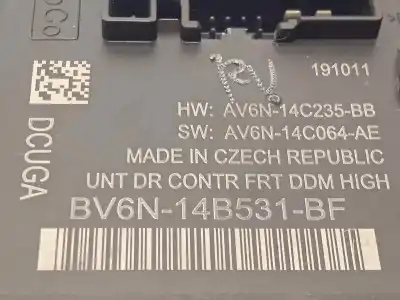 DoCo
191011
HW: AV6N-14C235-BB
SW: AV6N-14C064-AE
MADE IN CZECH REPUBLIC
UNT DR CONTR FRT DDM HIGH
BV6N-14B531-BF
DCUGA